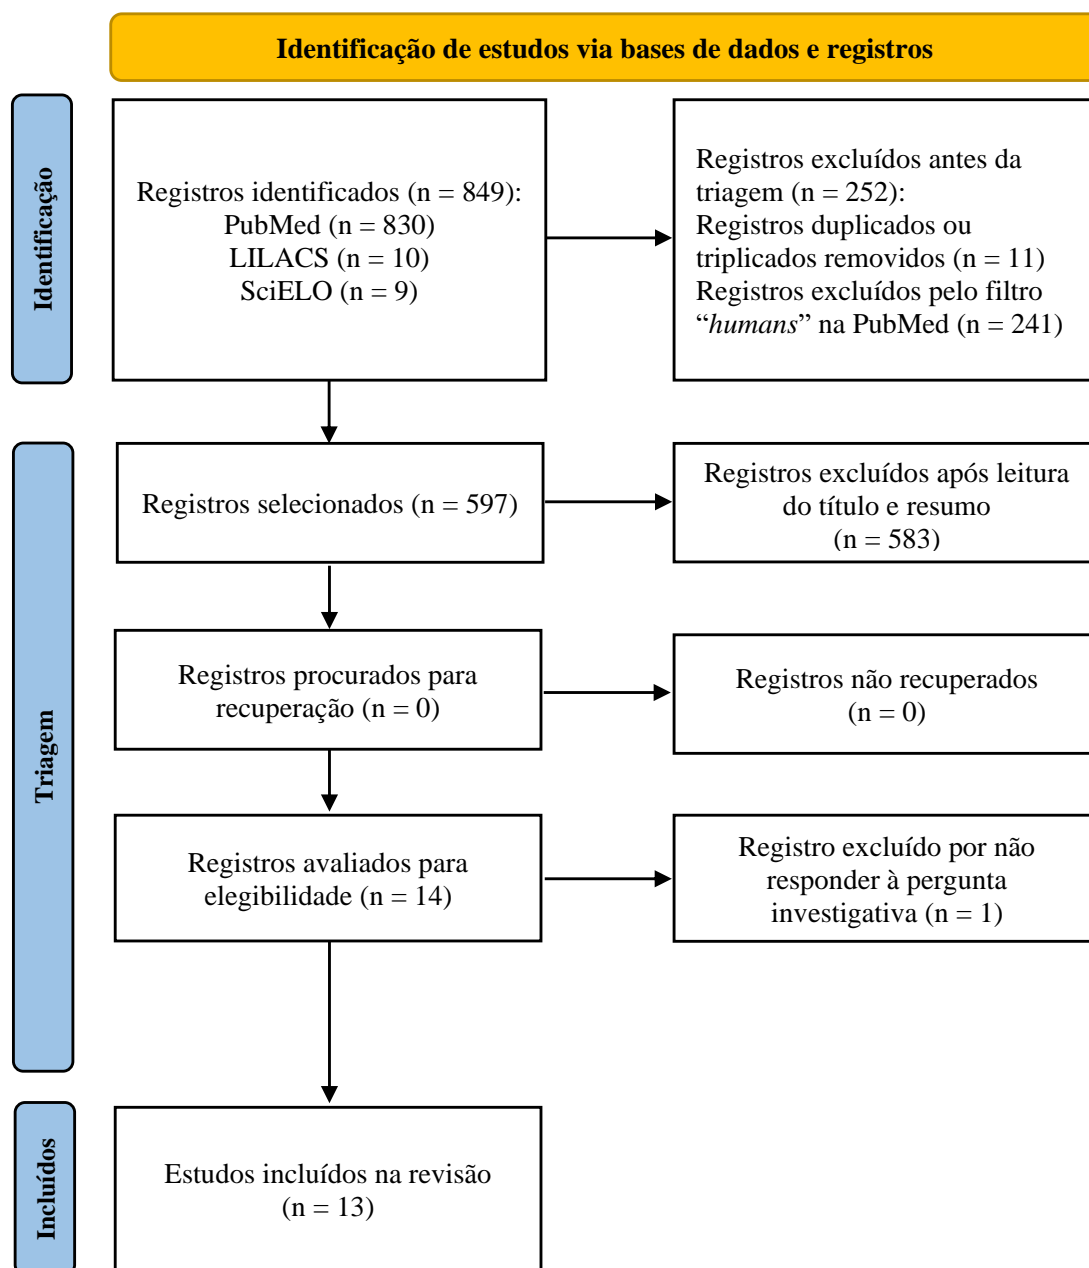 Identificação de estudos via bases de dados e registros
Identificação
Registros identificados (n = 849):
PubMed (n = 830)
LILACS (n = 10)
SciELO (n = 9)
Registros excluídos antes da
triagem (n = 252):
Registros duplicados ou
triplicados removidos (n = 11)
Registros excluídos pelo filtro
“humans” na PubMed (n = 241)
Triagem
Registros selecionados (n = 597)
Registros excluídos após leitura
do título e resumo
(n = 583)
Registros procurados para
recuperação (n = 0)
Registros não recuperados
(n = 0)
Registros avaliados para
elegibilidade (n = 14)
Registro excluído por não
responder à pergunta
investigativa (n = 1)
Incluídos
Estudos incluídos na revisão
(n = 13)